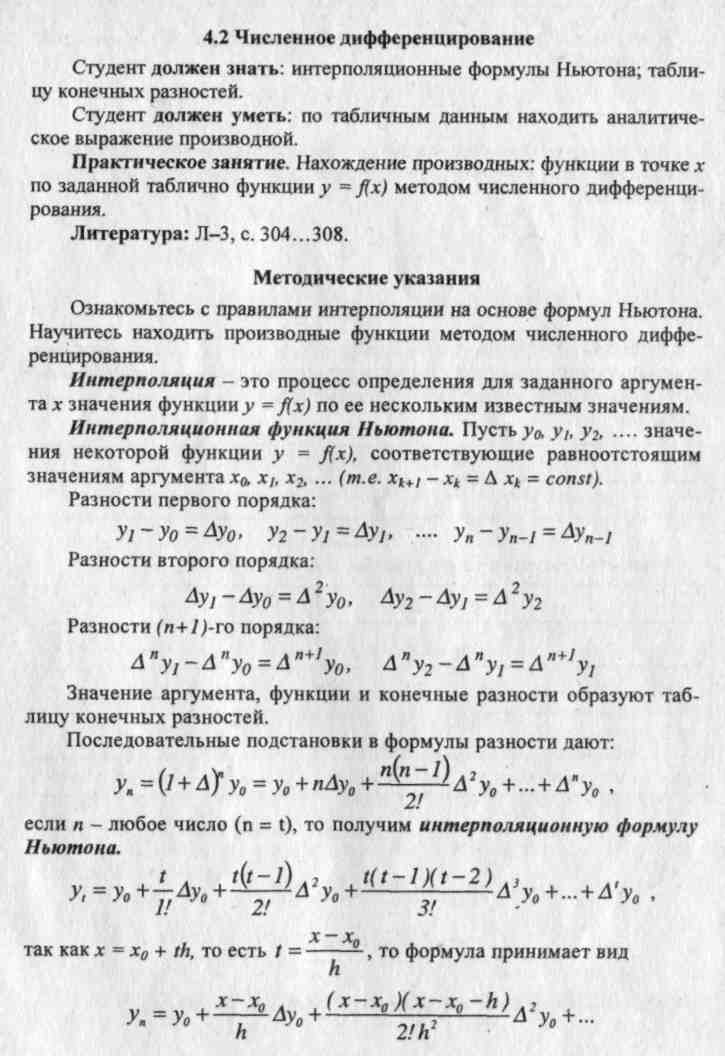 4.2 Численное дифференцирование
Студент должен знать: интерполяционные формулы Ньютона; табли-
цу конечных разностей.
Студент должен уметь: по табличным данным находить аналитиче-
ское выражение производной.
Практическое занятие. Нахождение производных: функции в точке x
по заданной таблично функции y = f(x) методом численного дифференци-
рования.
Литература: Л–3, с. 304…308.
Методические указания
Ознакомьтесь с правилами интерполяции на основе формул Ньютона.
Научитесь находить производные функции методом численного диффе-
ренцирования.
Интерполяция – это процесс определения для заданного аргумен-
та x значения функции y = f(x) по ее нескольким известным значениям.
Интерполяционная функция Ньютона. Пусть y₀, y₁, y₂, …. значе-
ния некоторой функции y = f(x), соответствующие равноотстоящим
значениям аргумента x₀, x₁, x₂, … (т.е. xₖ₊₁ – xₖ = Δ xₖ = const).
Разности первого порядка:
y₁ – y₀ = Δy₀, y₂ – y₁ = Δy₁, .... yₙ – yₙ₋₁ = Δyₙ₋₁
Разности второго порядка:
Δy₁ – Δy₀ = Δ²y₀, Δy₂ – Δy₁ = Δ²y₂
Разности (n+1)-го порядка:
Δⁿy₁ – Δⁿy₀ = Δⁿ⁺¹y₀, Δⁿy₂ – Δⁿy₁ = Δⁿ⁺¹y₁
Значение аргумента, функции и конечные разности образуют таб-
лицу конечных разностей.
Последовательные подстановки в формулы разности дают:
yₙ = (1 + Δ)ⁿ y₀ = y₀ + nΔy₀ + n(n – 1)/2! Δ²y₀ + ... + Δⁿy₀ ,
если n – любое число (n = t), то получим интерполяционную формулу
Ньютона.
yₜ = y₀ + t/1! Δy₀ + t(t – 1)/2! Δ²y₀ + t(t – 1)(t – 2)/3! Δ³y₀ + ... + Δᵗy₀ ,
так как x = x₀ + th, то есть t = (x – x₀)/h , то формула принимает вид
yₙ = y₀ + (x – x₀)/h Δy₀ + (x – x₀)(x – x₀ – h)/2!h² Δ²y₀ + ...